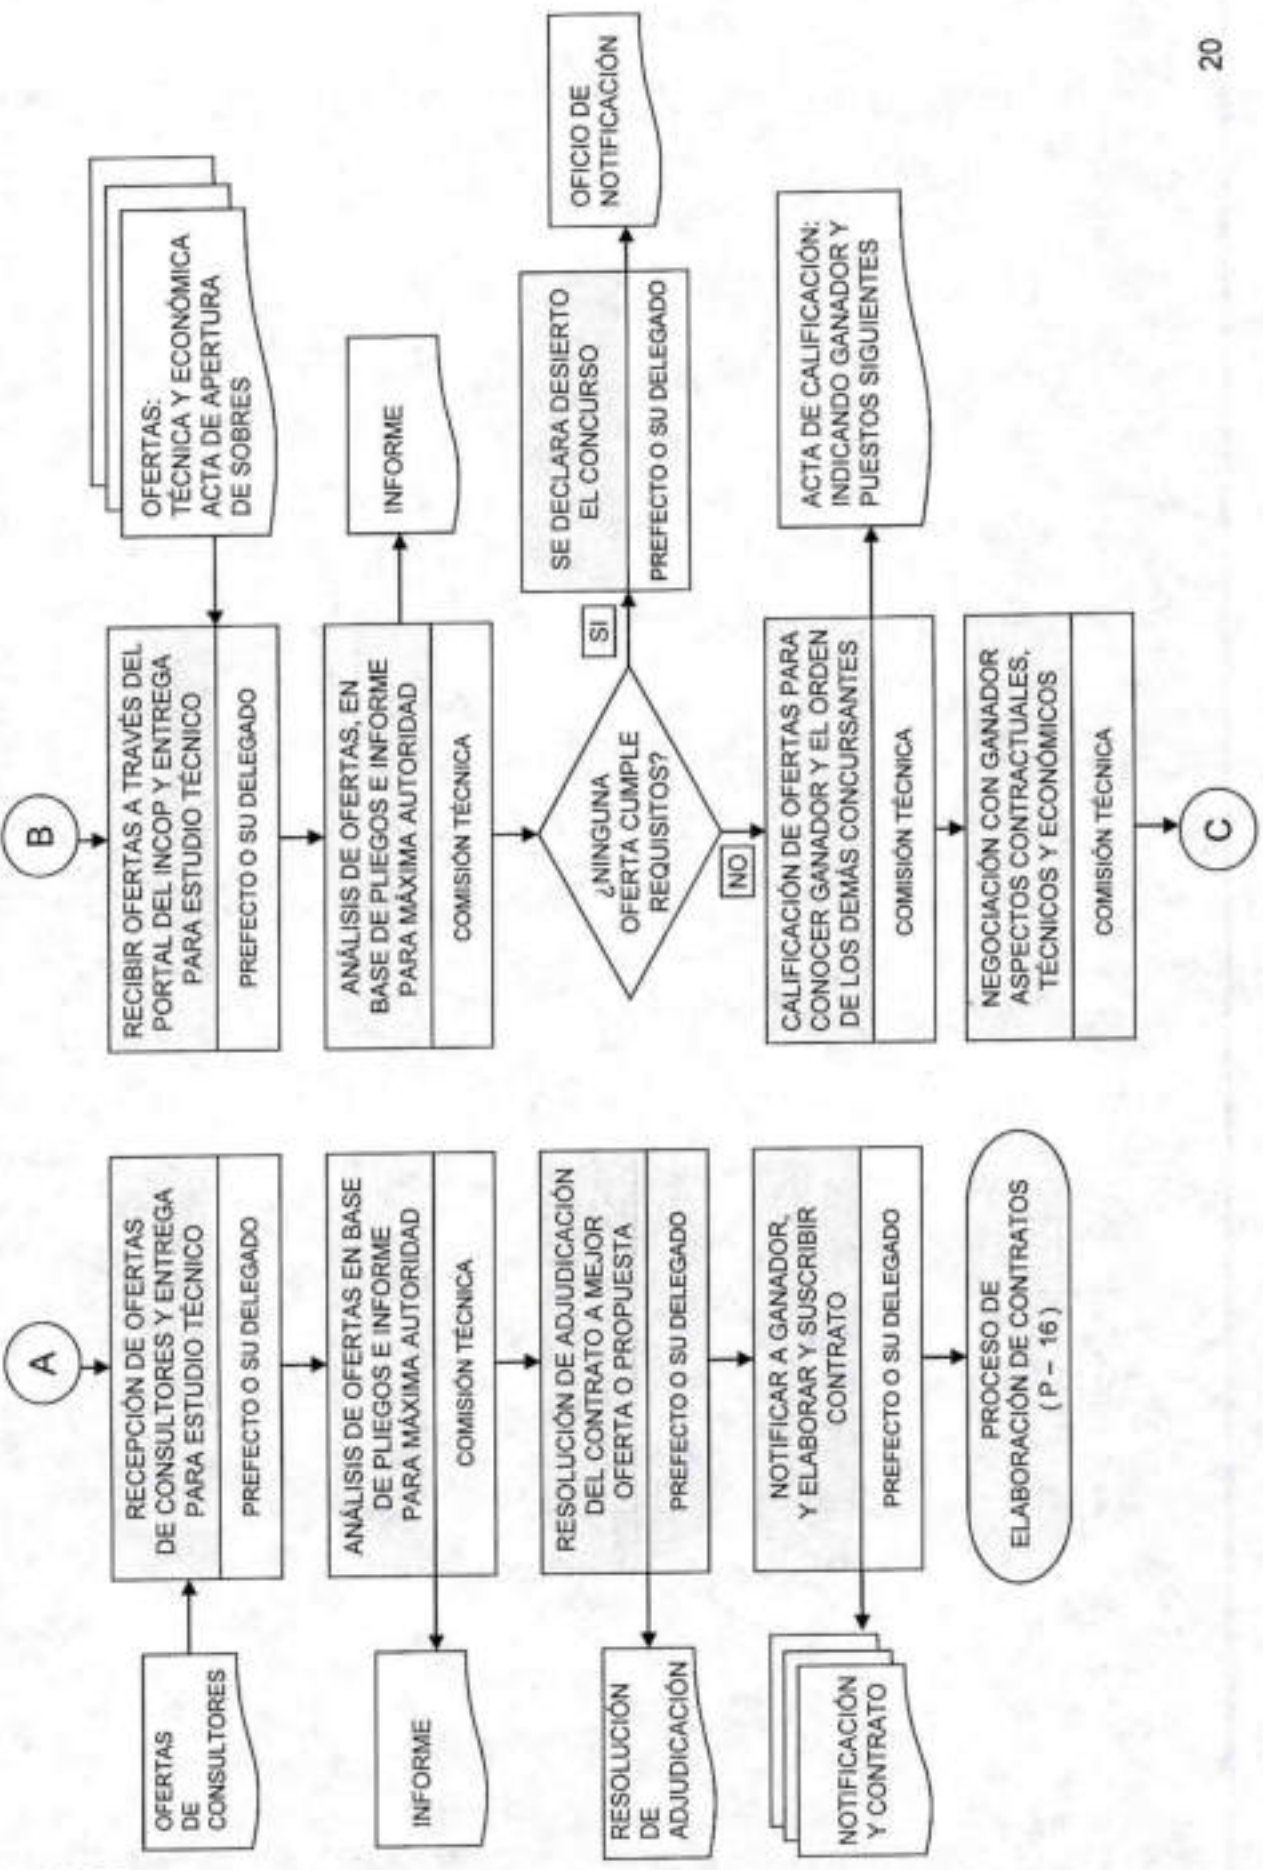 A
OFERTAS
DE
CONSULTORES
RECEPCIÓN DE OFERTAS
DE CONSULTORES Y ENTREGA
PARA ESTUDIO TÉCNICO
PREFECTO O SU DELEGADO
INFORME
ANÁLISIS DE OFERTAS EN BASE
DE PLIEGOS E INFORME
PARA MÁXIMA AUTORIDAD
COMISIÓN TÉCNICA
RESOLUCIÓN
DE
ADJUDICACIÓN
RESOLUCIÓN DE ADJUDICACIÓN
DEL CONTRATO A MEJOR
OFERTA O PROPUESTA
PREFECTO O SU DELEGADO
NOTIFICACIÓN
Y CONTRATO
NOTIFICAR A GANADOR,
Y ELABORAR Y SUSCRIBIR
CONTRATO
PREFECTO O SU DELEGADO
PROCESO DE
ELABORACIÓN DE CONTRATOS
( P – 16)
B
RECIBIR OFERTAS A TRAVÉS DEL
PORTAL DEL INCOP Y ENTREGA
PARA ESTUDIO TÉCNICO
PREFECTO O SU DELEGADO
OFERTAS:
TÉCNICA Y ECONÓMICA
ACTA DE APERTURA
DE SOBRES
ANÁLISIS DE OFERTAS, EN
BASE DE PLIEGOS E INFORME
PARA MÁXIMA AUTORIDAD
COMISIÓN TÉCNICA
INFORME
¿NINGUNA
OFERTA CUMPLE
REQUISITOS?
SI
SE DECLARA DESIERTO
EL CONCURSO
PREFECTO O SU DELEGADO
OFICIO DE
NOTIFICACIÓN
NO
CALIFICACIÓN DE OFERTAS PARA
CONOCER GANADOR Y EL ORDEN
DE LOS DEMÁS CONCURSANTES
COMISIÓN TÉCNICA
ACTA DE CALIFICACIÓN:
INDICANDO GANADOR Y
PUESTOS SIGUIENTES
NEGOCIACIÓN CON GANADOR
ASPECTOS CONTRACTUALES,
TÉCNICOS Y ECONÓMICOS
COMISIÓN TÉCNICA
C
20